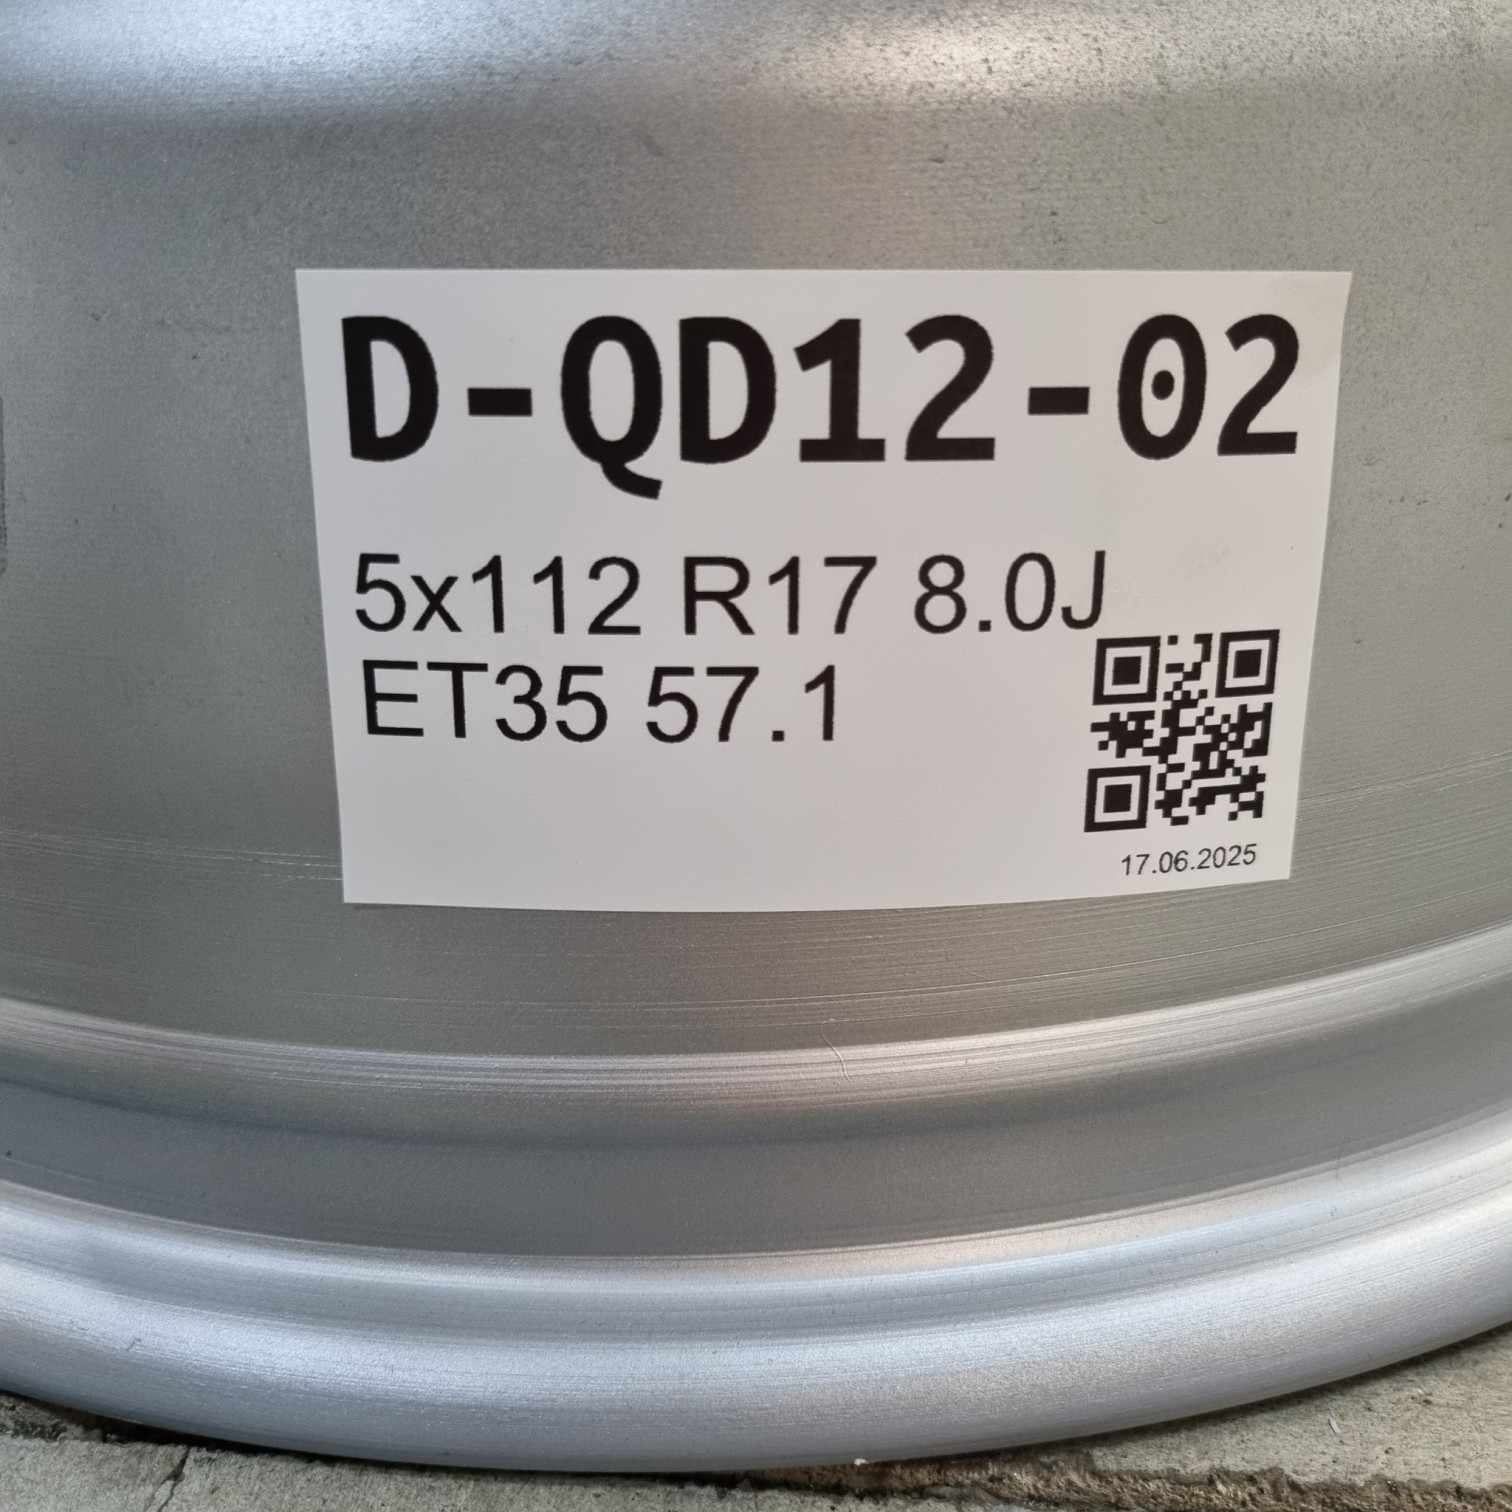 D-QD12-02
5x112 R17 8.0J
ET35 57.1
17.06.2025